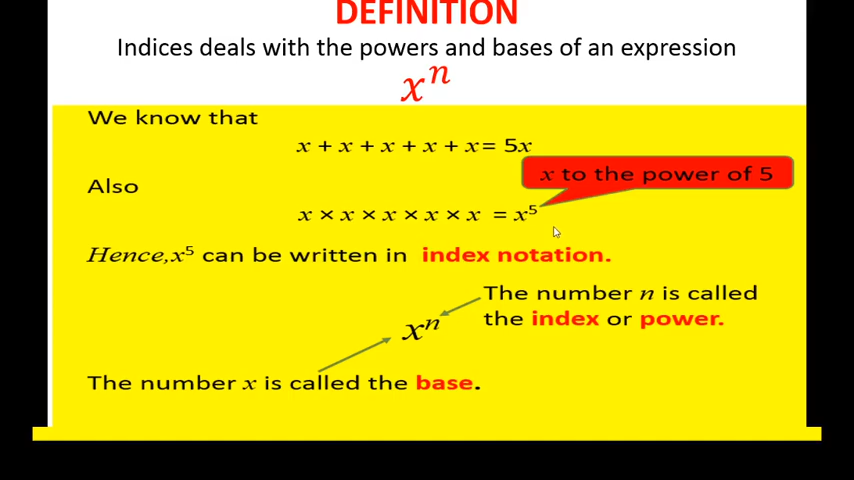 DEFINITION
Indices deals with the powers and bases of an expression
xⁿ
We know that
x + x + x + x + x = 5x
x to the power of 5
Also
x × x × x × x × x = x⁵
Hence, x⁵ can be written in index notation.
The number n is called
the index or power.
xⁿ
The number x is called the base.